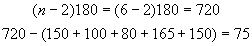 (n − 2)180 = (6 − 2)180 = 720
720 − (150 + 100 + 80 + 165 + 150) = 75